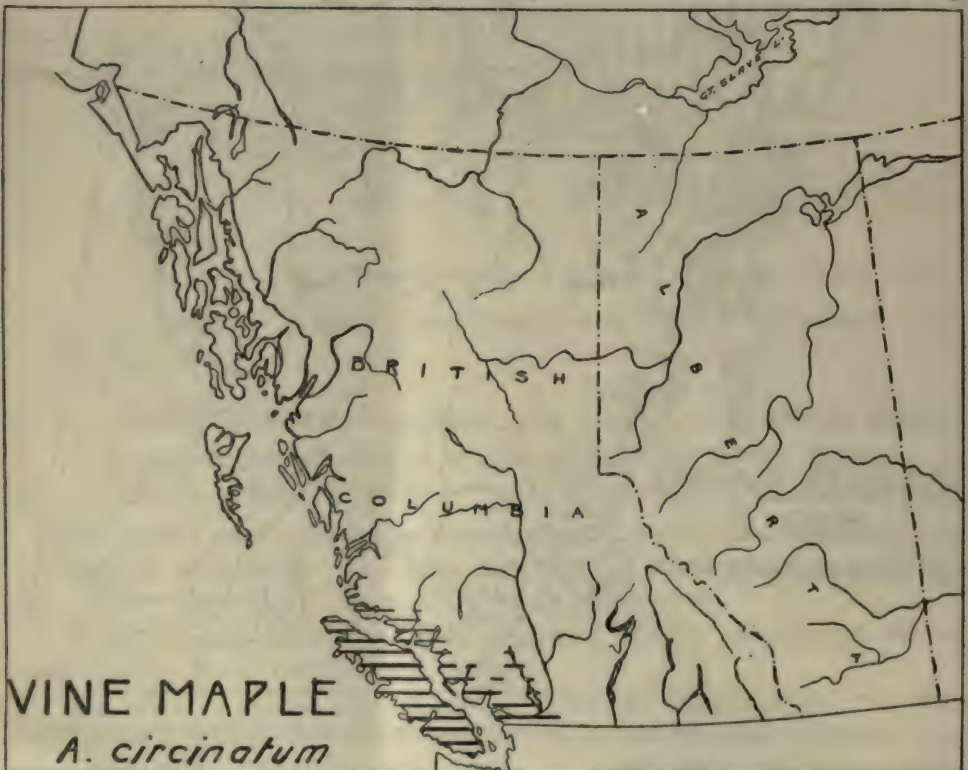 GT. SLAVE L.
ALBERTA
BRITISH
COLUMBIA
VINE MAPLE
A. circinatum